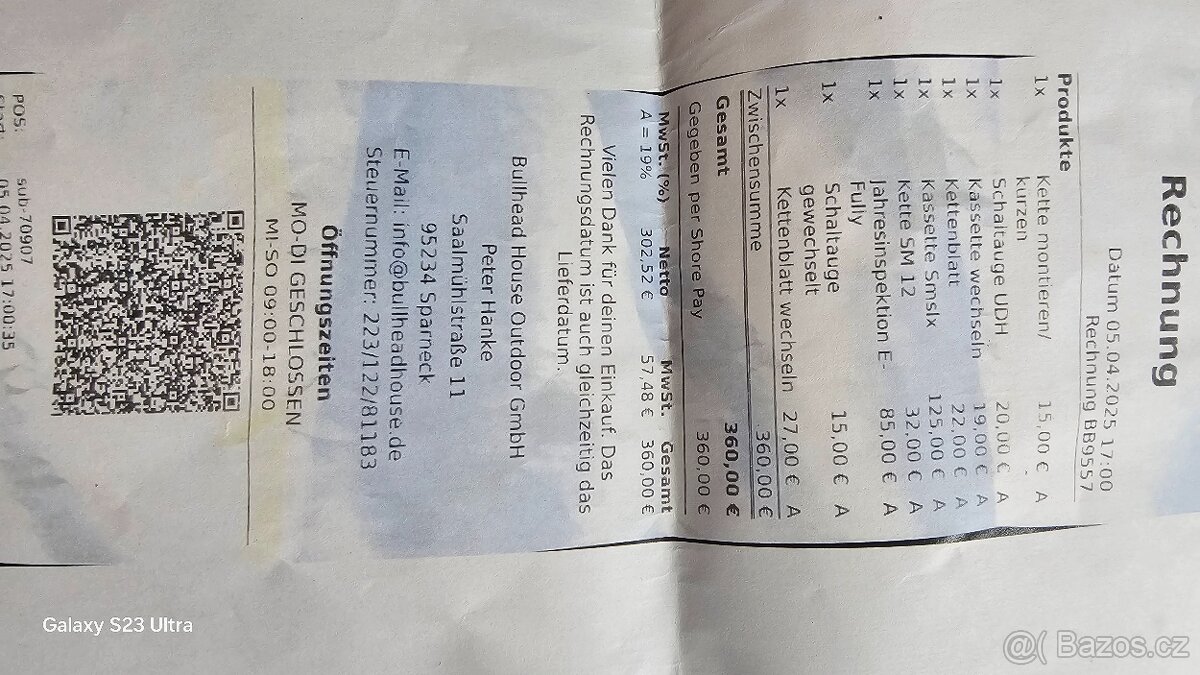 Rechnung
Datum 05.04.2025 17:00
Rechnung BB9557
Produkte
1x Kette montieren/ 15,00 € A
kürzen
1x Schaltauge UDH 20,00 € A
1x Kassette wechseln 19,00 € A
1x Kettenblatt 22,00 € A
1x Kassette Smslx 125,00 € A
1x Kette SM 12 32,00 € A
1x Jahresinspektion E- 85,00 € A
Fully
1x Schaltauge 15,00 € A
gewechselt
1x Kettenblatt wechseln 27,00 € A
Zwischensumme 360,00 €
Gesamt 360,00 €
Gegeben per Shore Pay 360,00 €
MwSt. (%) Netto MwSt. Gesamt
A = 19% 302,52 € 57,48 € 360,00 €
Vielen Dank für deinen Einkauf. Das
Rechnungsdatum ist auch gleichzeitig das
Lieferdatum.
Bullhead House Outdoor GmbH
Peter Hanke
Saalmühlstraße 11
95234 Sparneck
E-Mail: info@bullheadhouse.de
Steuernummer: 223/122/81183
Öffnungszeiten
MO-DI GESCHLOSSEN
MI-SO 09:00-18:00
POS: sub-70907
05.04.2025 17:00:35
Galaxy S23 Ultra
@( Bazos.cz